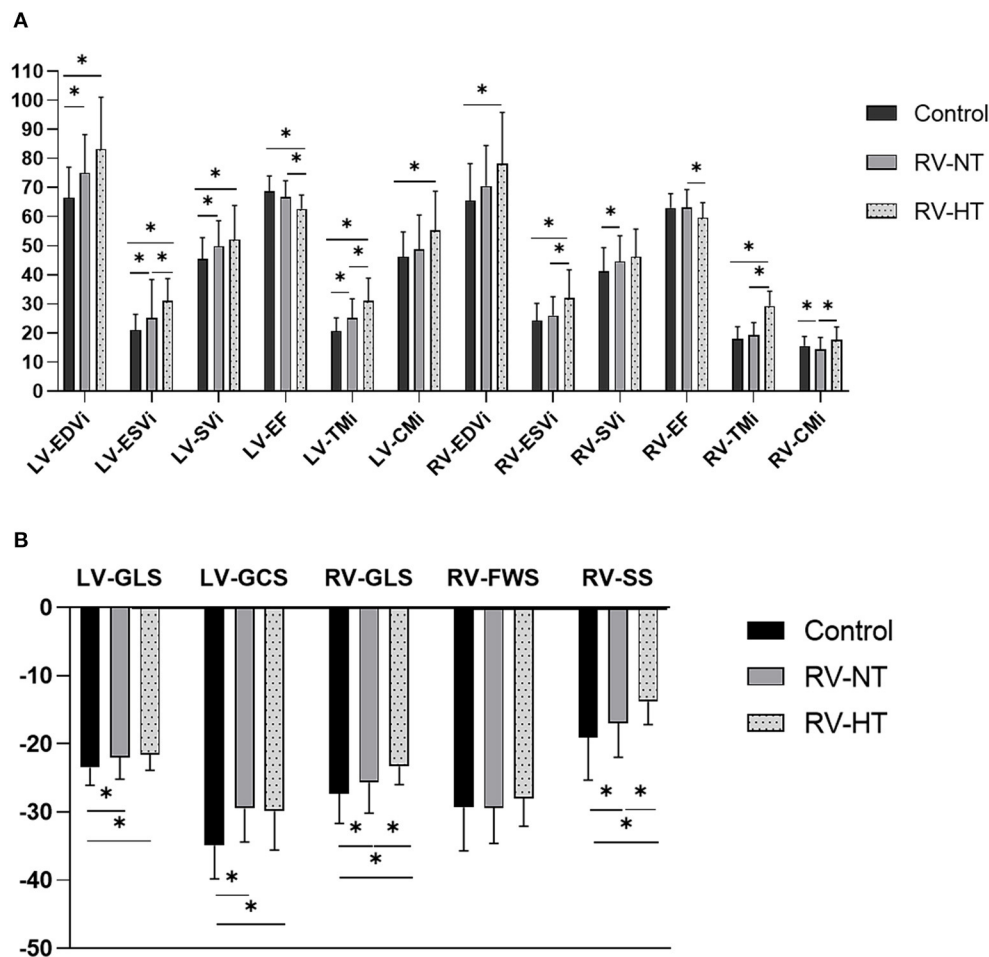 A
110
100
90
80
70
60
50
40
30
20
10
0
* * * * * * * * * * * * * * * * * * * * * * *
LV-EDVi
LV-ESVi
LV-SVi
LV-EF
LV-TMi
LV-CMi
RV-EDVi
RV-ESVi
RV-SVi
RV-EF
RV-TMi
RV-CMi
Control
RV-NT
RV-HT
B
LV-GLS LV-GCS RV-GLS RV-FWS RV-SS
0
-10
-20
-30
-40
-50
* * * * * * * * * *
Control
RV-NT
RV-HT